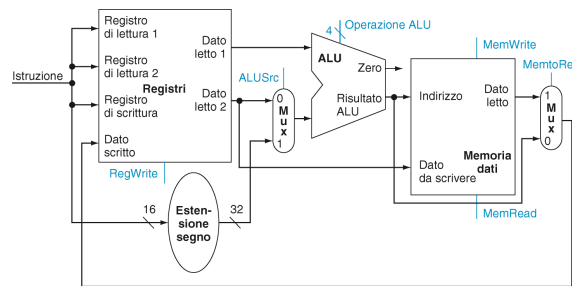 Registro
di lettura 1
Registro
di lettura 2
Registro
di scrittura
Dato
scritto
Registri
Dato
letto 1
Dato
letto 2
Istruzione
RegWrite
16
Esten-
sione
segno
32
ALUSrc
0
Mux
1
4
Operazione ALU
ALU
Zero
Risultato
ALU
MemWrite
Indirizzo
Dato
letto
Dato
da scrivere
Memoria
dati
MemRead
MemtoRe
1
Mux
0